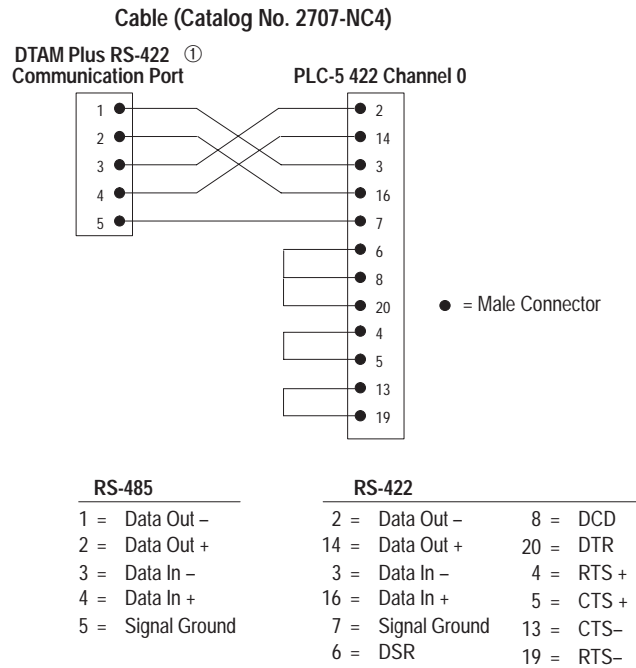 Cable (Catalog No. 2707-NC4)
DTAM Plus RS-422 ①
Communication Port
PLC-5 422 Channel 0
1 2
2 14
3 3
4 16
5 7
6
8
20
4
5
13
19
● = Male Connector
RS-485 RS-422
1 = Data Out – 2 = Data Out – 8 = DCD
2 = Data Out + 14 = Data Out + 20 = DTR
3 = Data In – 3 = Data In – 4 = RTS +
4 = Data In + 16 = Data In + 5 = CTS +
5 = Signal Ground 7 = Signal Ground 13 = CTS–
6 = DSR 19 = RTS–